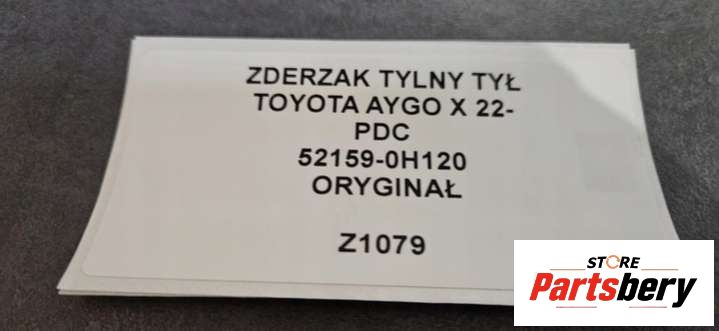 ZDERZAK TYLNY TYŁ
TOYOTA AYGO X 22-
PDC
52159-0H120
ORYGINAŁ
Z1079
STORE
Partsbery